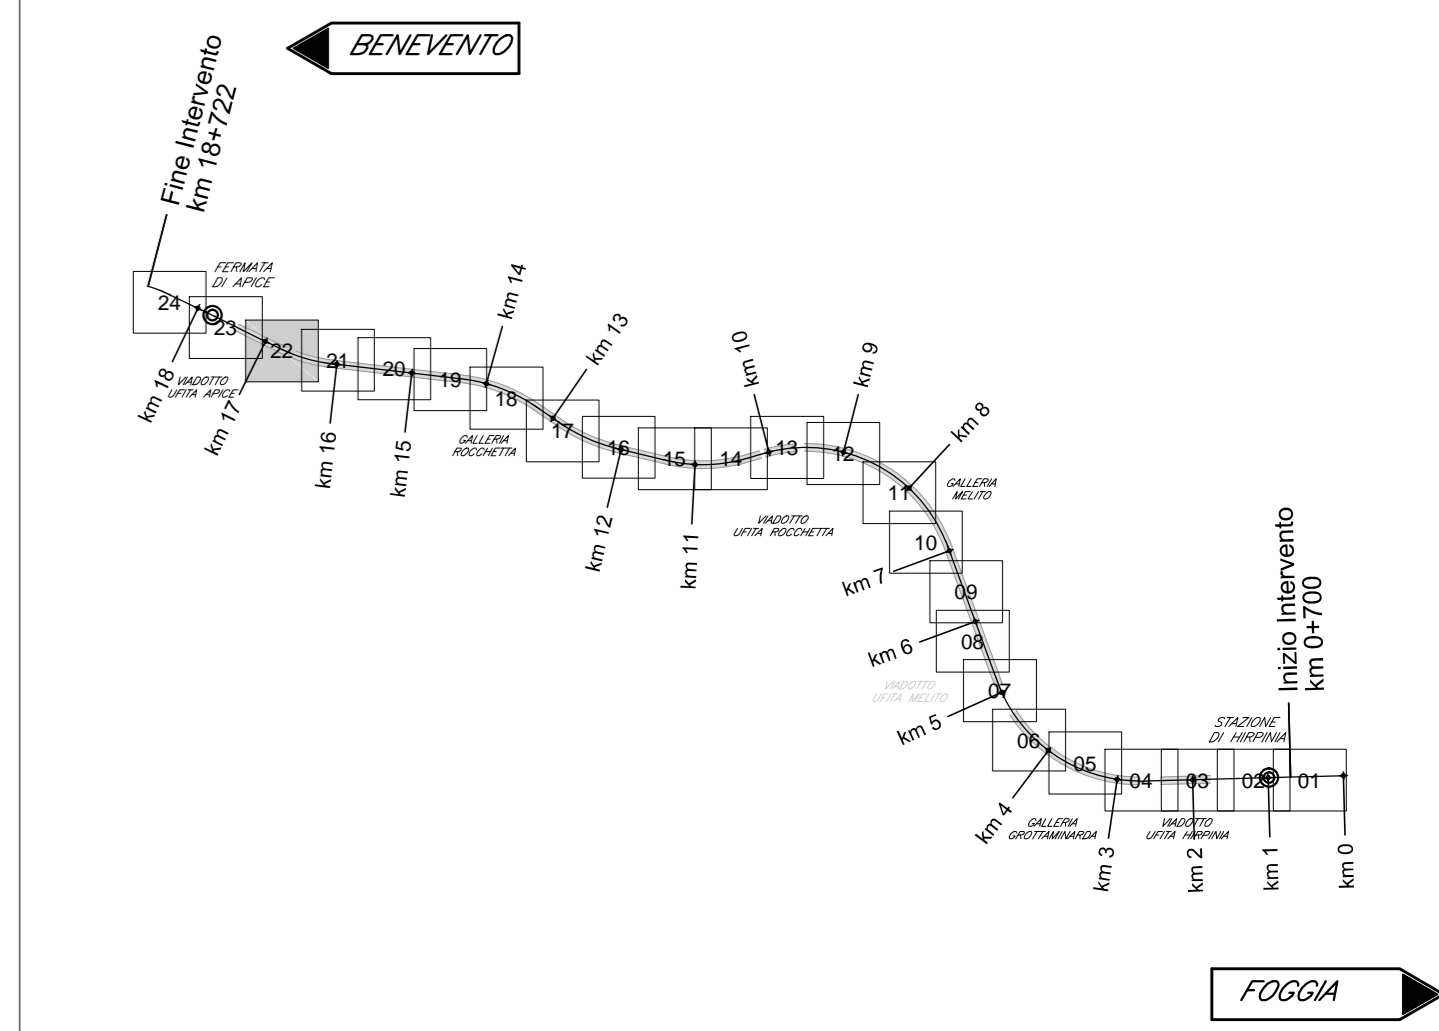 BENEVENTO
Fine Intervento
km 18+722
FERMATA
DI APICE
24
23
22
21
20
19
18
17
16
15
14
13
12
11
10
09
08
07
06
05
04
03
02
01
km 18
VIADOTTO
UFITA APICE
km 17
km 16
km 15
km 14
GALLERIA
ROCCHETTA
km 13
km 12
km 11
km 10
VIADOTTO
UFITA ROCCHETTA
km 9
km 8
GALLERIA
MELITO
km 7
km 6
VIADOTTO
UFITA MELITO
km 5
km 4
GALLERIA
GROTTAMINARDA
km 3
VIADOTTO
UFITA HIRPINIA
km 2
STAZIONE
DI HIRPINIA
km 1
Inizio Intervento
km 0+700
km 0
FOGGIA